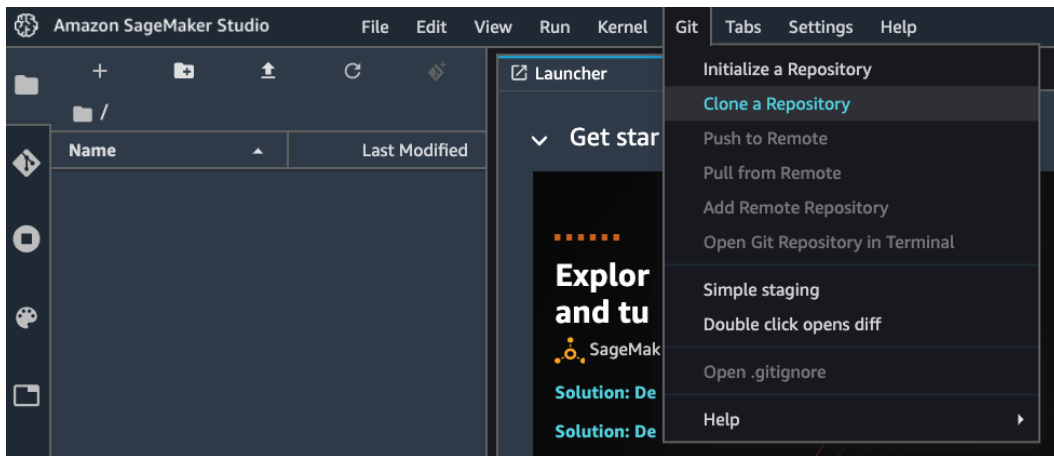 Amazon SageMaker Studio File Edit View Run Kernel Git Tabs Settings Help
/
Name Last Modified
Launcher
Get star
Explor
and tu
SageMak
Solution: De
Solution: De
Initialize a Repository
Clone a Repository
Push to Remote
Pull from Remote
Add Remote Repository
Open Git Repository in Terminal
Simple staging
Double click opens diff
Open .gitignore
Help